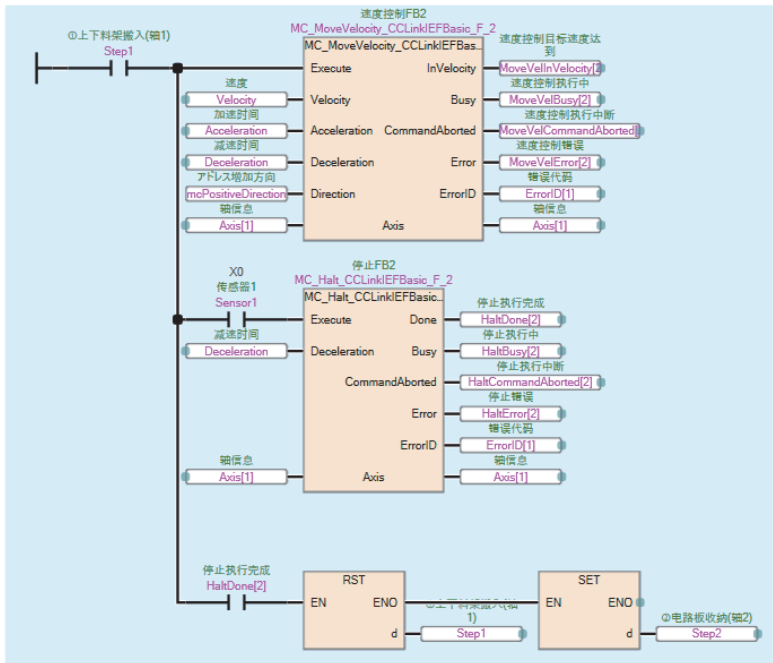 速度控制FB2
MC_MoveVelocity_CCLinkIEFBasic_F_2
①上下料架搬入(轴1)
Step1
MC_MoveVelocity_CCLinkIEFBas...
Execute
InVelocity
速度控制目标速度达
到
MoveVelInVelocity[2
速度
Velocity
Velocity
Busy
速度控制执行中
MoveVelBusy[2]
加速时间
Acceleration
Acceleration
CommandAborted
速度控制执行中断
MoveVelCommandAborted[
减速时间
Deceleration
Deceleration
Error
速度控制错误
MoveVelError[2]
アドレス増加方向
mcPositiveDirection
Direction
ErrorID
错误代码
ErrorID[1]
轴信息
Axis[1]
Axis
轴信息
Axis[1]
停止FB2
MC_Halt_CCLinkIEFBasic_F_2
X0
传感器1
Sensor1
MC_Halt_CCLinkIEFBasic...
Execute
Done
停止执行完成
HaltDone[2]
减速时间
Deceleration
Deceleration
Busy
停止执行中
HaltBusy[2]
CommandAborted
停止执行中断
HaltCommandAborted[2]
Error
停止错误
HaltError[2]
ErrorID
错误代码
ErrorID[1]
轴信息
Axis[1]
Axis
轴信息
Axis[1]
停止执行完成
HaltDone[2]
RST
EN
ENO
d
①上下料架搬入(轴
1)
Step1
SET
EN
ENO
d
②电路板收纳(轴2)
Step2